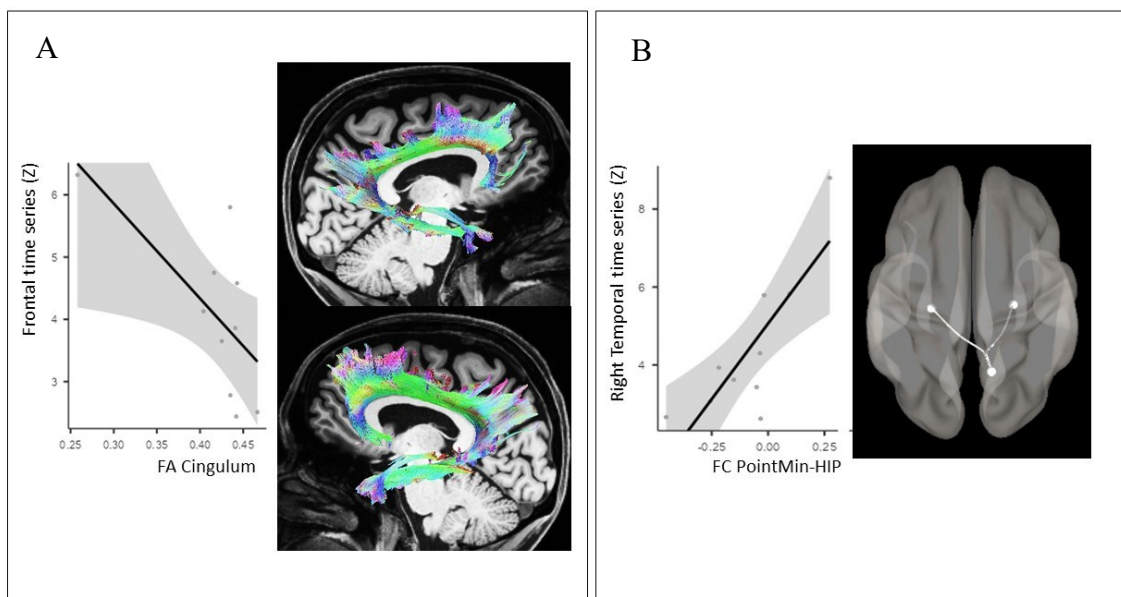 A
Frontal time series (Z)
6
5
4
3
0.25 0.30 0.35 0.40 0.45
FA Cingulum
B
Right Temporal time series (Z)
8
6
4
-0.25 0.00 0.25
FC PointMin-HIP